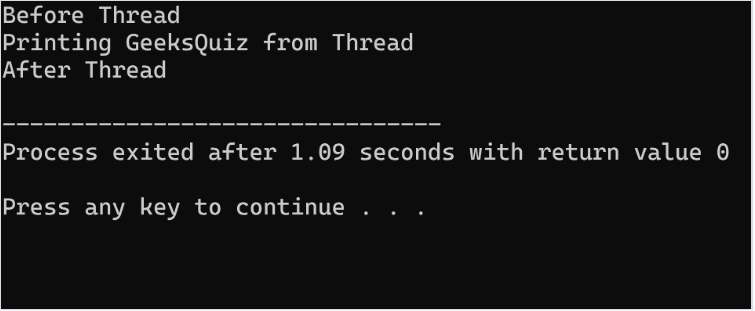 Before Thread
Printing GeeksQuiz from Thread
After Thread
--------------------------------
Process exited after 1.09 seconds with return value 0
Press any key to continue . . .